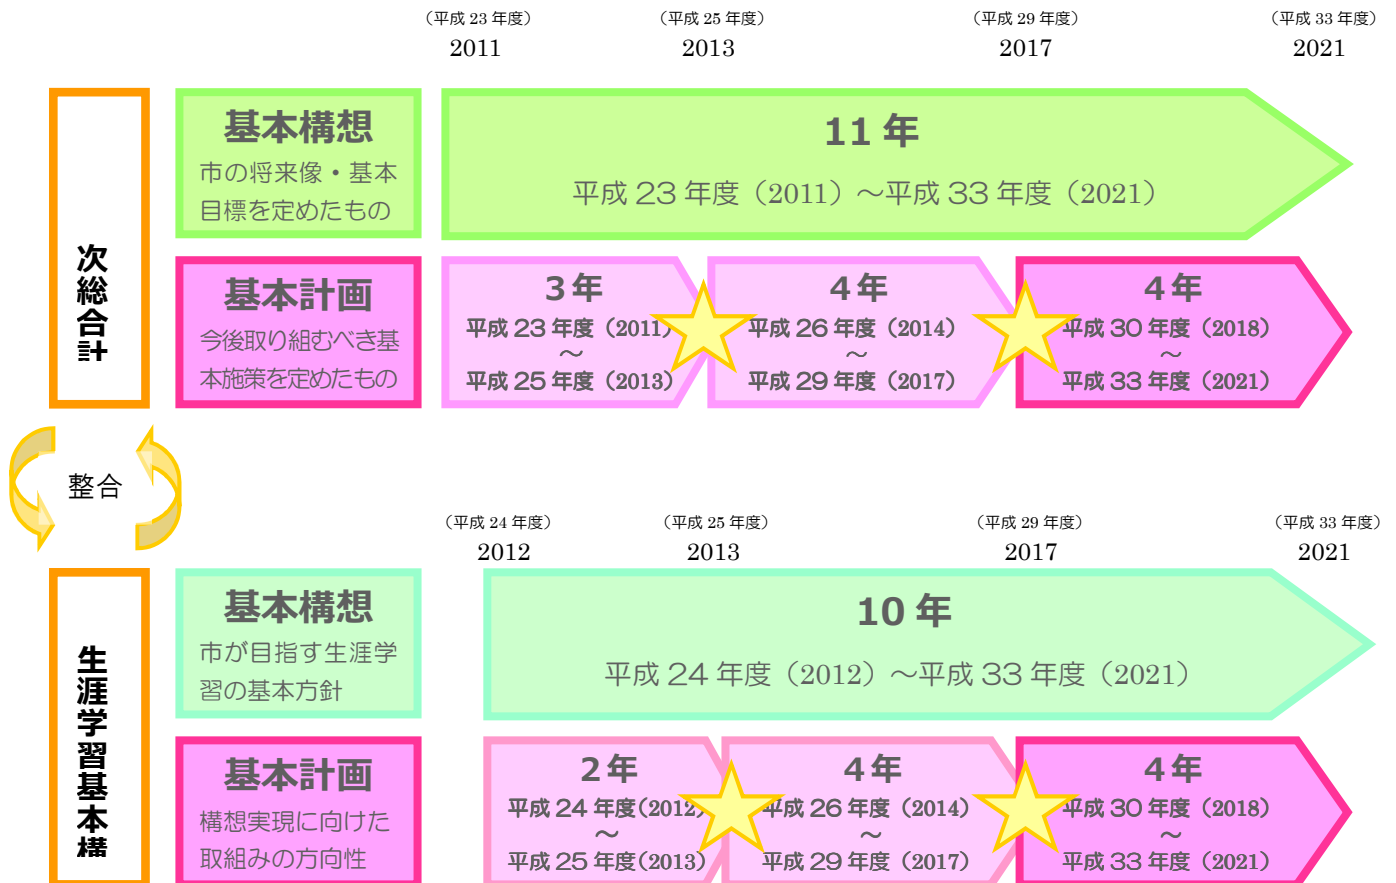 （平成 23 年度）
2011
（平成 25 年度）
2013
（平成 29 年度）
2017
（平成 33 年度）
2021
次総合計
基本構想
市の将来像・基本
目標を定めたもの
11 年
平成 23 年度（2011）～平成 33 年度（2021）
基本計画
今後取り組むべき基
本施策を定めたもの
3 年
平成 23 年度（2011）
～
平成 25 年度（2013）
4 年
平成 26 年度（2014）
～
平成 29 年度（2017）
4 年
平成 30 年度（2018）
～
平成 33 年度（2021）
整合
（平成 24 年度）
2012
（平成 25 年度）
2013
（平成 29 年度）
2017
（平成 33 年度）
2021
生涯学習基本構
基本構想
市が目指す生涯学
習の基本方針
10 年
平成 24 年度（2012）～平成 33 年度（2021）
基本計画
構想実現に向けた
取組みの方向性
2 年
平成 24 年度（2012）
～
平成 25 年度（2013）
4 年
平成 26 年度（2014）
～
平成 29 年度（2017）
4 年
平成 30 年度（2018）
～
平成 33 年度（2021）